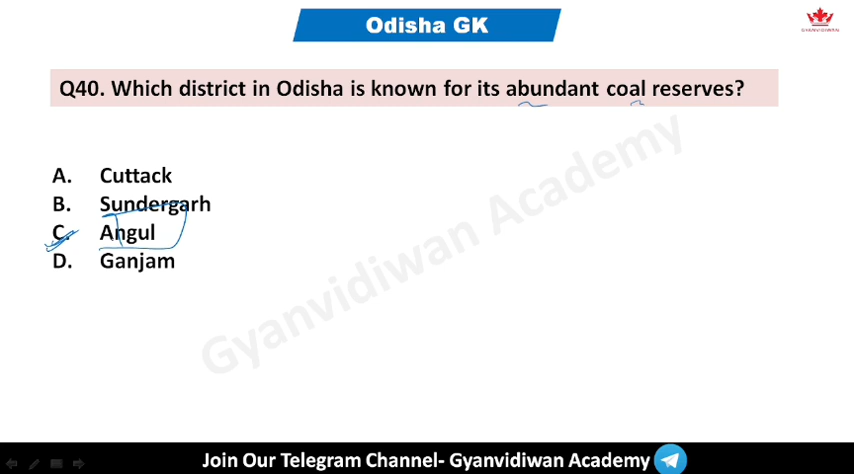 Odisha GK
GYANVIDIWAN
Q40. Which district in Odisha is known for its abundant coal reserves?
A. Cuttack
B. Sundergarh
C. Angul
D. Ganjam
Gyanvidiwan Academy
Join Our Telegram Channel- Gyanvidiwan Academy